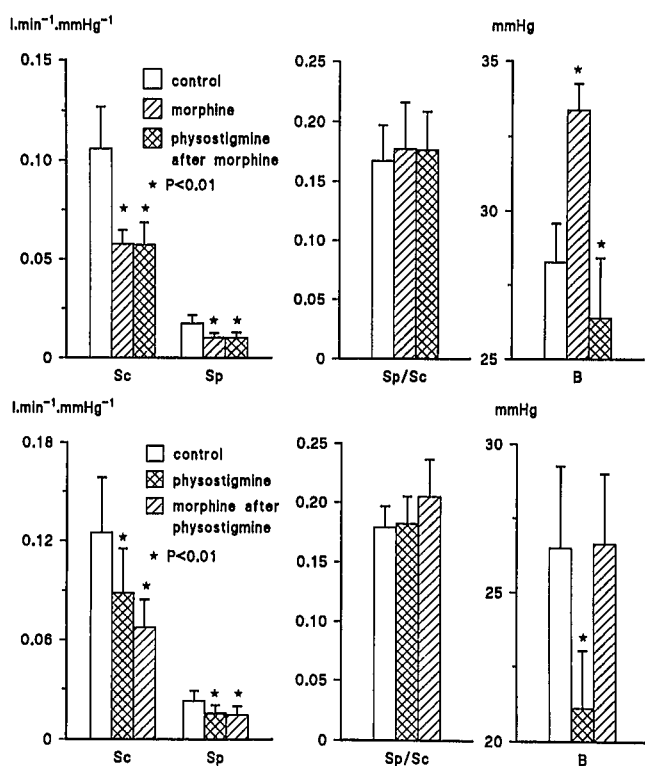 l.min⁻¹.mmHg⁻¹
mmHg
0.15
0.10
0.05
0
control
morphine
physostigmine
after morphine
★ P<0.01
★ ★
★ ★
Sc Sp
0.25
0.20
0.15
0.10
0.05
0
Sp/Sc
35
30
25
★
★
B
l.min⁻¹.mmHg⁻¹
mmHg
0.18
0.12
0.06
0
control
physostigmine
morphine after
physostigmine
★ P<0.01
★
★
★ ★
Sc Sp
0.25
0.20
0.15
0.10
0.05
0
Sp/Sc
30
25
20
★
B